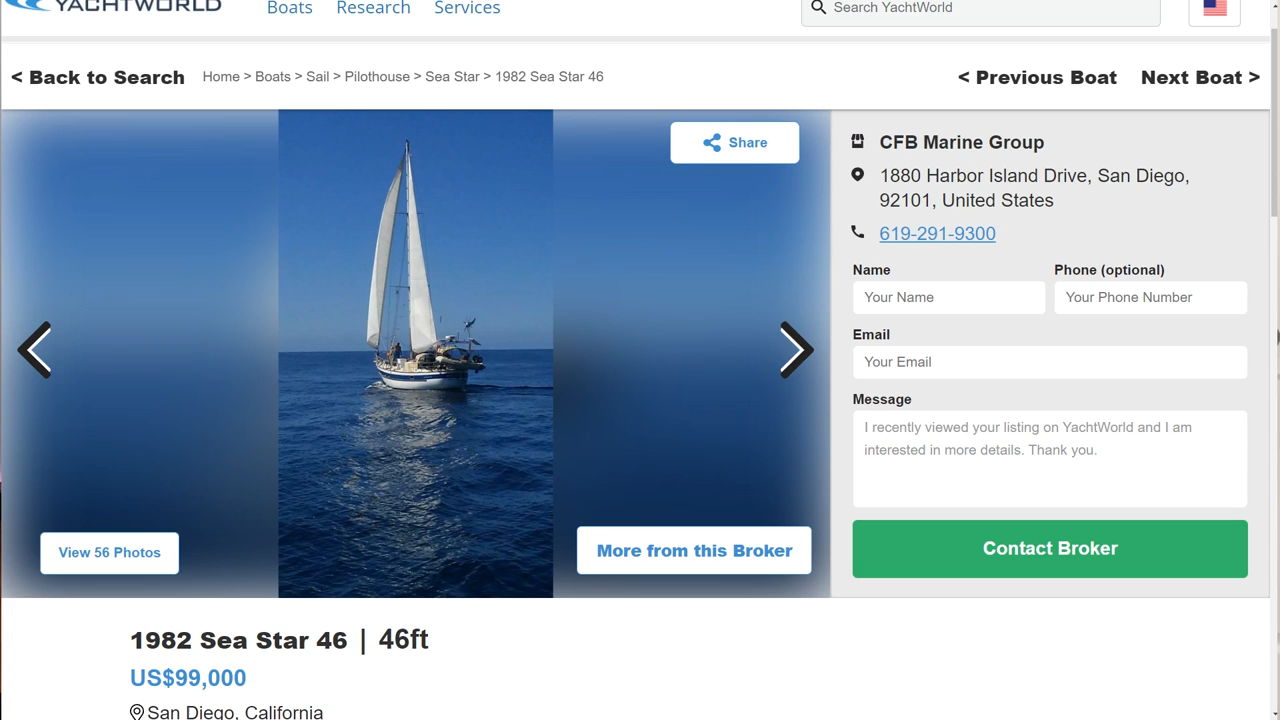 YACHTWORLD
Boats Research Services
Search YachtWorld
< Back to Search
Home > Boats > Sail > Pilothouse > Sea Star > 1982 Sea Star 46
< Previous Boat
Next Boat >
Share
View 56 Photos
More from this Broker
CFB Marine Group
1880 Harbor Island Drive, San Diego,
92101, United States
619-291-9300
Name
Phone (optional)
Your Name
Your Phone Number
Email
Your Email
Message
I recently viewed your listing on YachtWorld and I am
interested in more details. Thank you.
Contact Broker
1982 Sea Star 46 | 46ft
US$99,000
San Diego, California